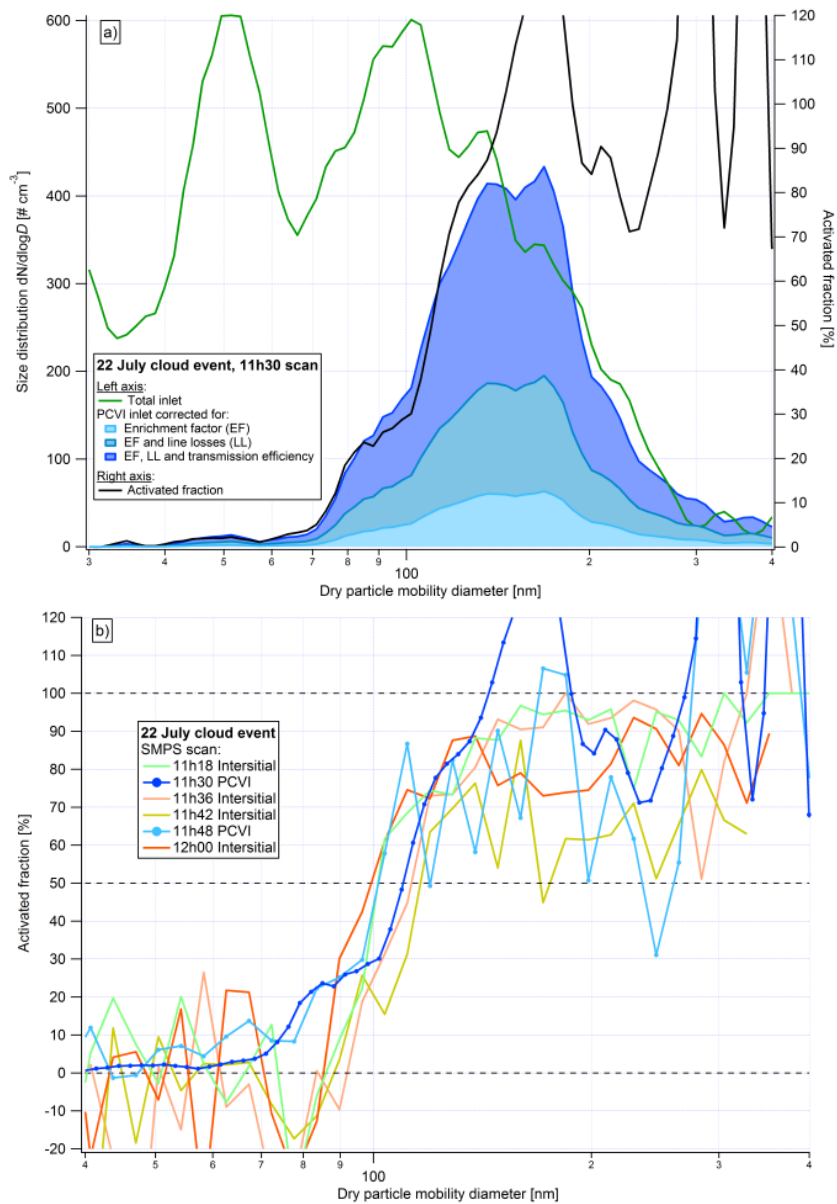 a)
600
500
400
300
200
100
0
Size distribution dN/dlogD [# cm-3]
120
110
100
90
80
70
60
50
40
30
20
10
0
Activated fraction [%]
22 July cloud event, 11h30 scan
Left axis:
Total inlet
PCVI inlet corrected for:
Enrichment factor (EF)
EF and line losses (LL)
EF, LL and transmission efficiency
Right axis:
Activated fraction
3 4 5 6 7 8 9 100 2 3 4
Dry particle mobility diameter [nm]
b)
120
110
100
90
80
70
60
50
40
30
20
10
0
-10
-20
Activated fraction [%]
22 July cloud event
SMPS scan:
11h18 Intersitial
11h30 PCVI
11h36 Intersitial
11h42 Intersitial
11h48 PCVI
12h00 Intersitial
4 5 6 7 8 9 100 2 3 4
Dry particle mobility diameter [nm]